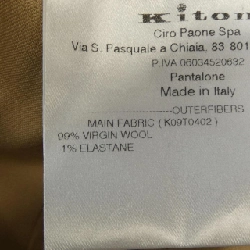 Kiton
Ciro Paone Spa
Via S. Pasquale a Chiaia, 83 801
P.IVA 06034520632
Pantalone
Made in Italy
OUTERFIBERS
MAIN FABRIC ( K09T0402 )
99% VIRGIN WOOL
1% ELASTANE